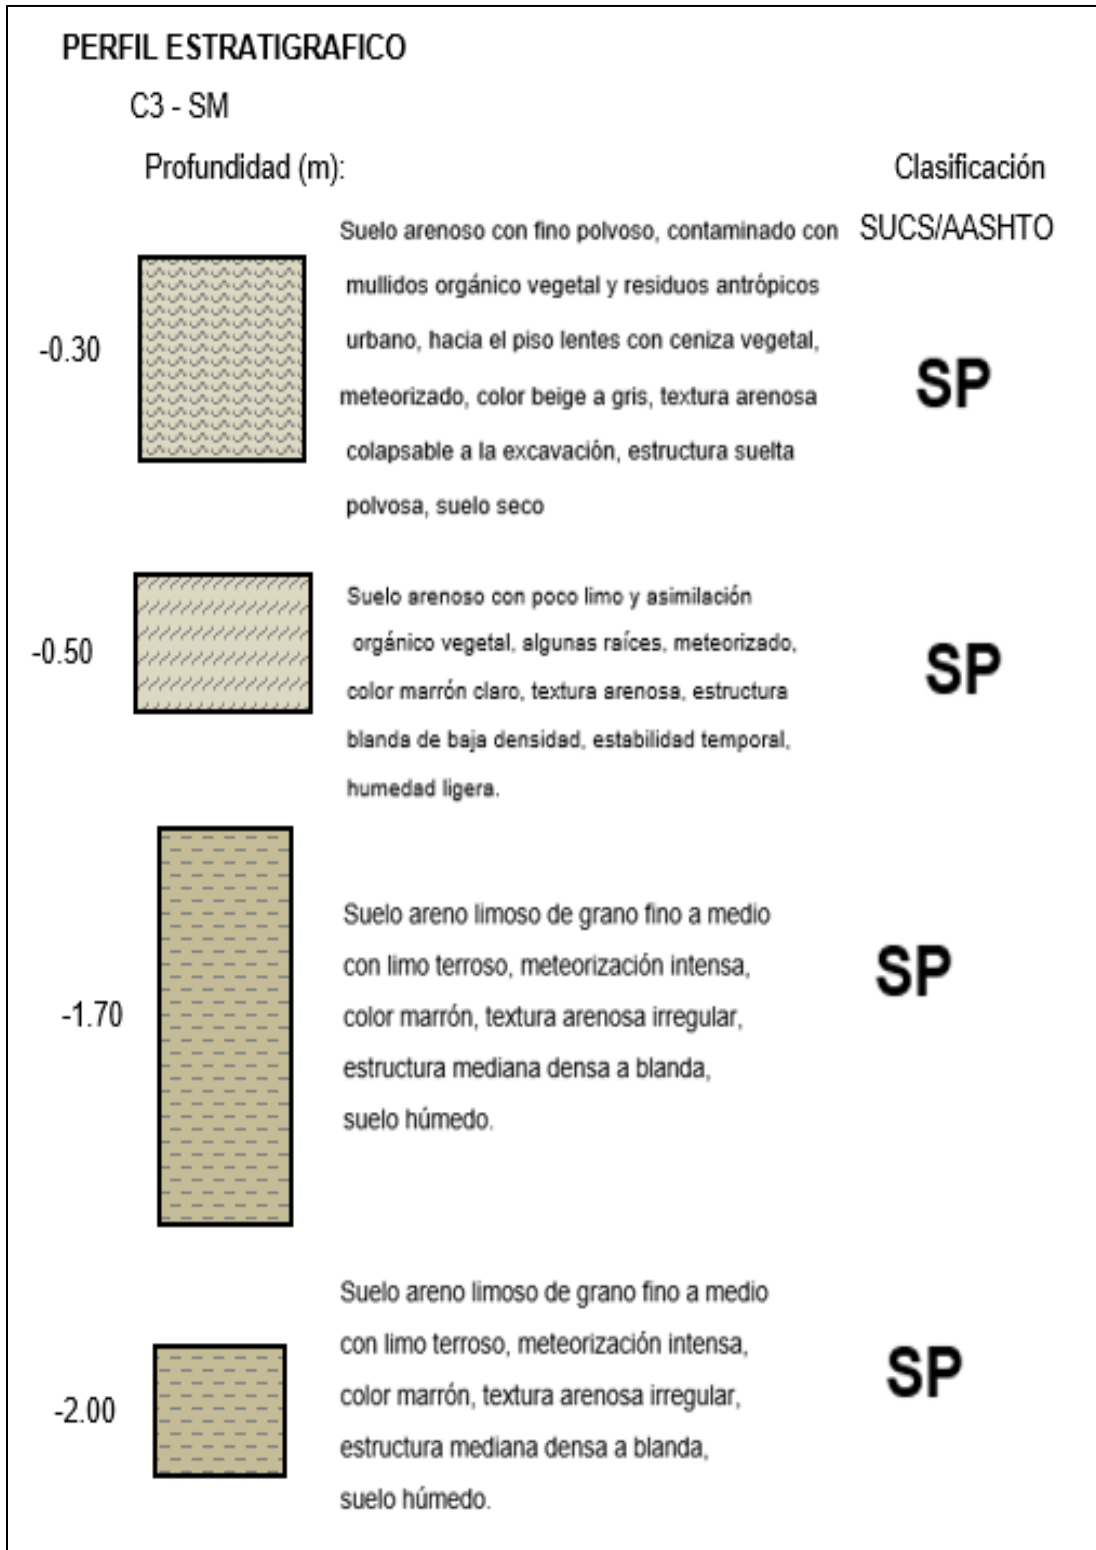 PERFIL ESTRATIGRAFICO
C3 - SM
Profundidad (m):
Clasificación
SUCS/AASHTO
-0.30
Suelo arenoso con fino polvoso, contaminado con
mullidos orgánico vegetal y residuos antrópicos
urbano, hacia el piso lentes con ceniza vegetal,
meteorizado, color beige a gris, textura arenosa
colapsable a la excavación, estructura suelta
polvosa, suelo seco
SP
-0.50
Suelo arenoso con poco limo y asimilación
orgánico vegetal, algunas raíces, meteorizado,
color marrón claro, textura arenosa, estructura
blanda de baja densidad, estabilidad temporal,
humedad ligera.
SP
-1.70
Suelo areno limoso de grano fino a medio
con limo terroso, meteorización intensa,
color marrón, textura arenosa irregular,
estructura mediana densa a blanda,
suelo húmedo.
SP
-2.00
Suelo areno limoso de grano fino a medio
con limo terroso, meteorización intensa,
color marrón, textura arenosa irregular,
estructura mediana densa a blanda,
suelo húmedo.
SP